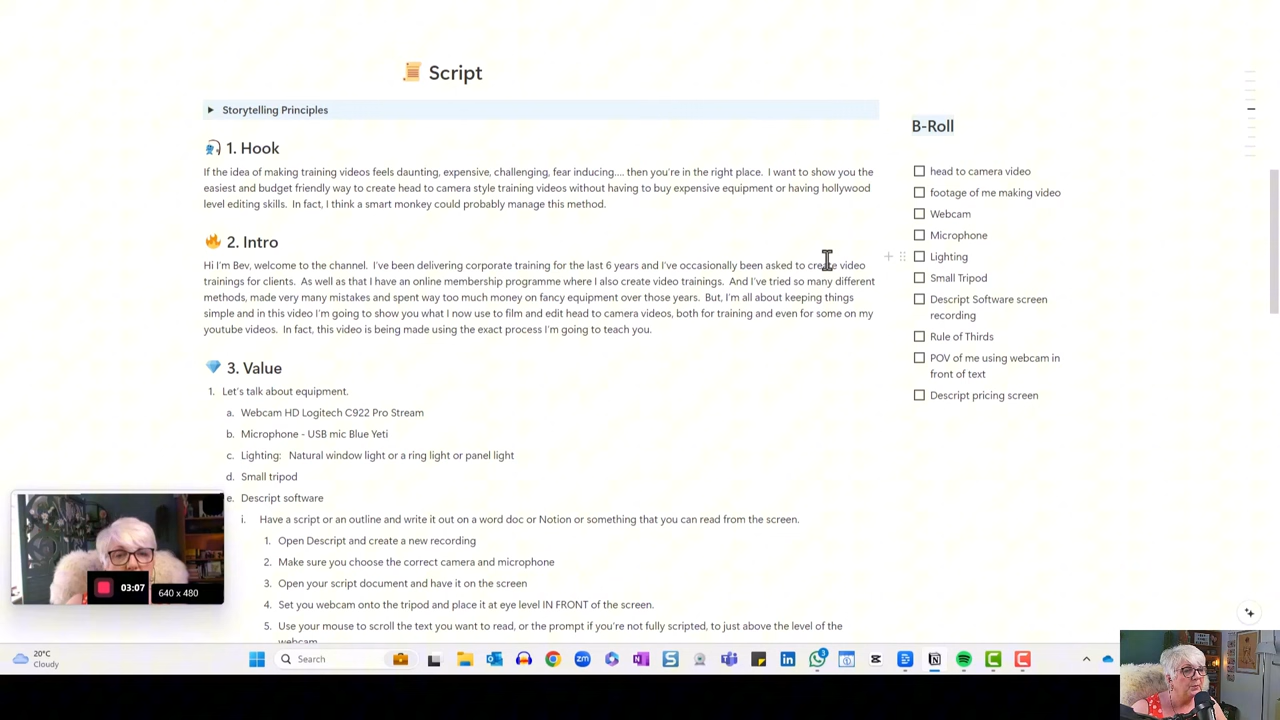 Script
Storytelling Principles
1. Hook
If the idea of making training videos feels daunting, expensive, challenging, fear inducing.... then you're in the right place. I want to show you the
easiest and budget friendly way to create head to camera style training videos without having to buy expensive equipment or having hollywood
level editing skills. In fact, I think a smart monkey could probably manage this method.
2. Intro
Hi I'm Bev, welcome to the channel. I've been delivering corporate training for the last 6 years and I've occasionally been asked to create video
trainings for clients. As well as that I have an online membership programme where I also create video trainings. And I've tried so many different
methods, made very many mistakes and spent way too much money on fancy equipment over those years. But, I'm all about keeping things
simple and in this video I'm going to show you what I now use to film and edit head to camera videos, both for training and even for some on my
youtube videos. In fact, this video is being made using the exact process I'm going to teach you.
3. Value
1. Let's talk about equipment.
a. Webcam HD Logitech C922 Pro Stream
b. Microphone - USB mic Blue Yeti
c. Lighting: Natural window light or a ring light or panel light
d. Small tripod
e. Descript software
i. Have a script or an outline and write it out on a word doc or Notion or something that you can read from the screen.
1. Open Descript and create a new recording
2. Make sure you choose the correct camera and microphone
3. Open your script document and have it on the screen
4. Set you webcam onto the tripod and place it at eye level IN FRONT of the screen.
5. Use your mouse to scroll the text you want to read, or the prompt if you're not fully scripted, to just above the level of the
webcam
B-Roll
head to camera video
footage of me making video
Webcam
Microphone
Lighting
Small Tripod
Descript Software screen
recording
Rule of Thirds
POV of me using webcam in
front of text
Descript pricing screen
03:07
640 x 480
20°C
Cloudy
Search
zm
3